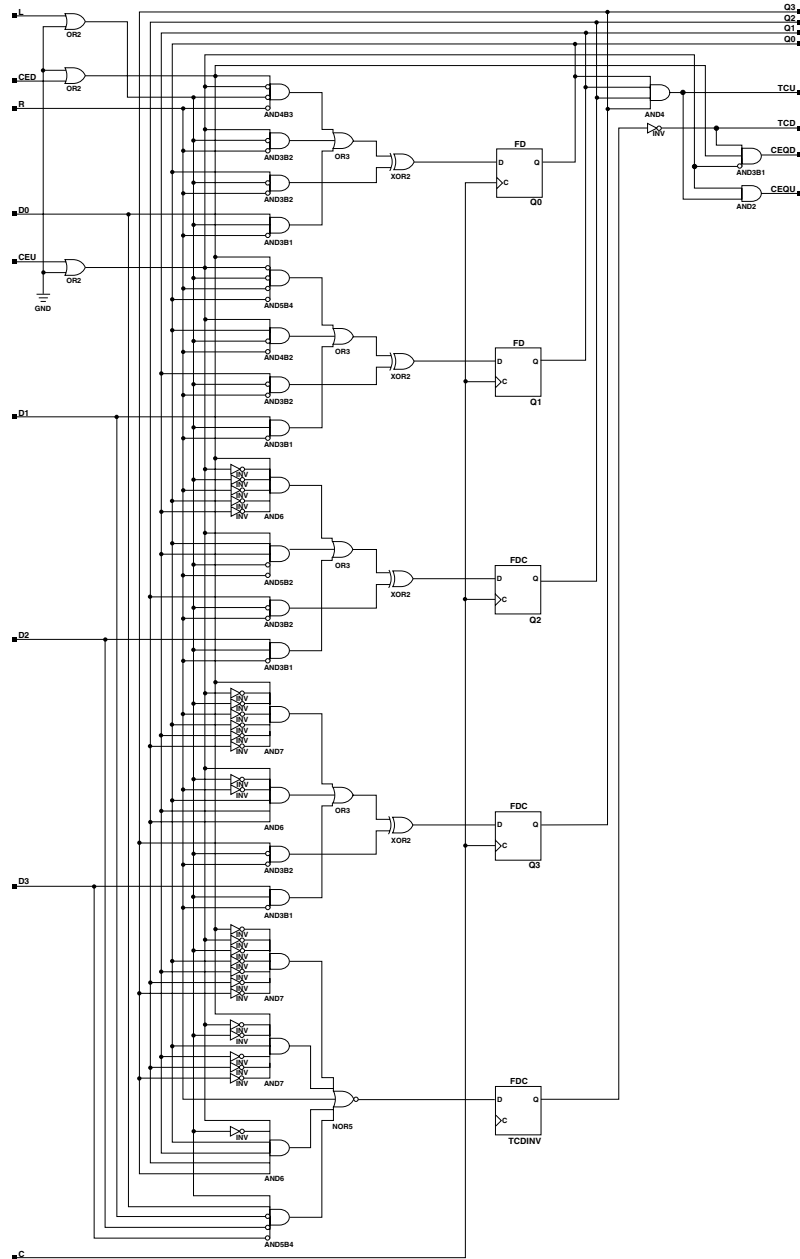 L
Q3
Q2
OR2
Q1
Q0
CED
OR2
TCU
AND4B3
AND4
R
FD
TCD
INV
D
Q
CEQD
OR3
AND3B2
XOR2
C
AND3B1
AND3B2
Q0
CEQU
AND2
D0
AND3B1
CEU
OR2
GND
AND5B4
FD
AND4B2
OR3
D
Q
XOR2
C
AND3B2
Q1
D1
AND3B1
INV
INV
INV
INV
INV
AND6
OR3
FDC
AND5B2
D
Q
XOR2
C
AND3B2
Q2
D2
AND3B1
INV
INV
INV
INV
INV
INV
AND7
INV
INV
OR3
FDC
AND6
D
Q
XOR2
C
AND3B2
Q3
D3
AND3B1
INV
INV
INV
INV
INV
INV
INV
AND7
INV
INV
INV
INV
INV
AND7
FDC
D
Q
C
NOR5
INV
TCDINV
AND6
AND5B4
C